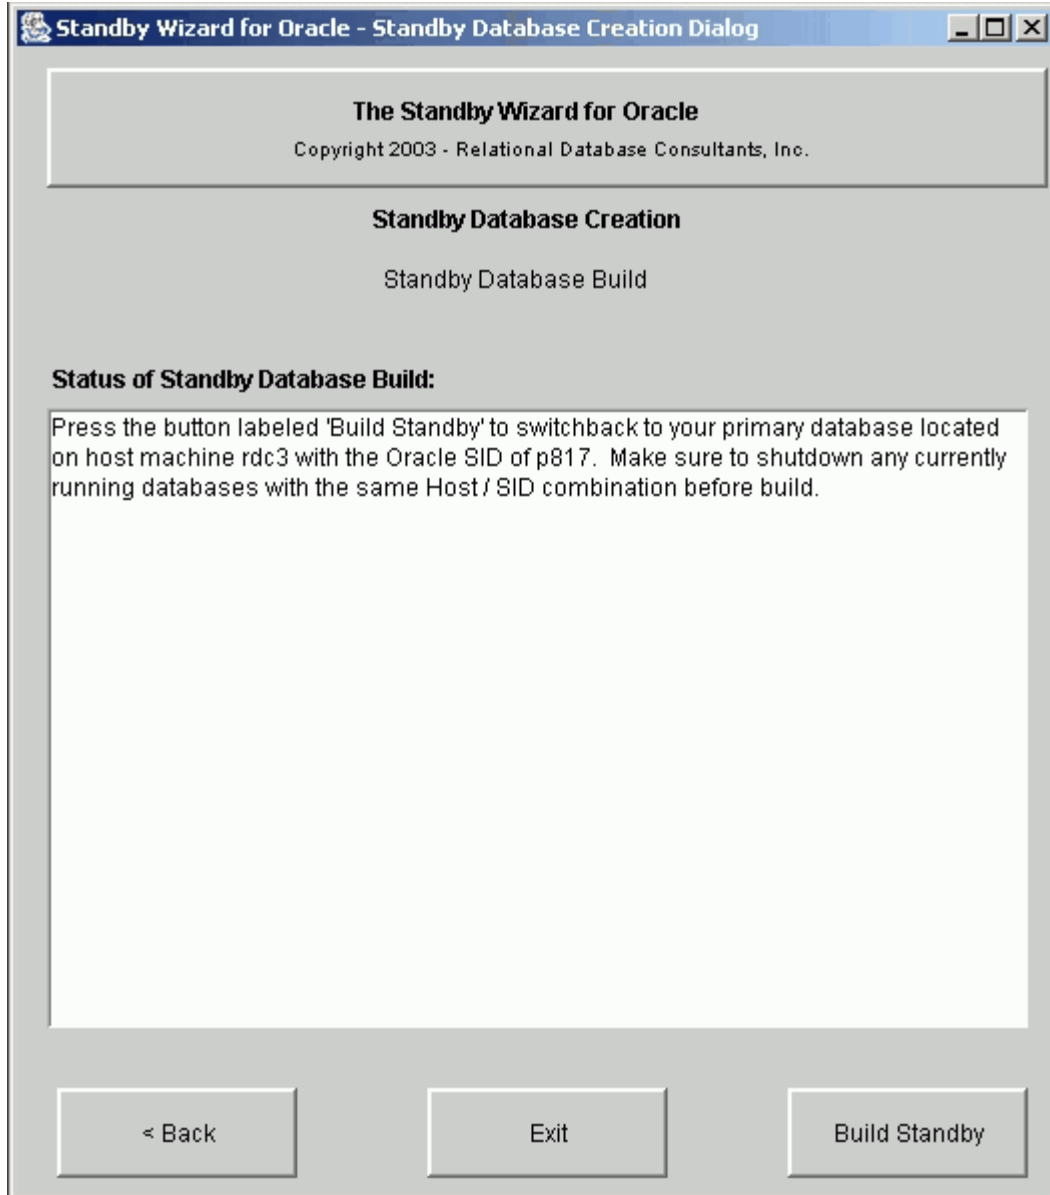 Standby Wizard for Oracle - Standby Database Creation Dialog
The Standby Wizard for Oracle
Copyright 2003 - Relational Database Consultants, Inc.
Standby Database Creation
Standby Database Build
Status of Standby Database Build:
Press the button labeled 'Build Standby' to switchback to your primary database located
on host machine rdc3 with the Oracle SID of p817.  Make sure to shutdown any currently
running databases with the same Host / SID combination before build.
< Back
Exit
Build Standby